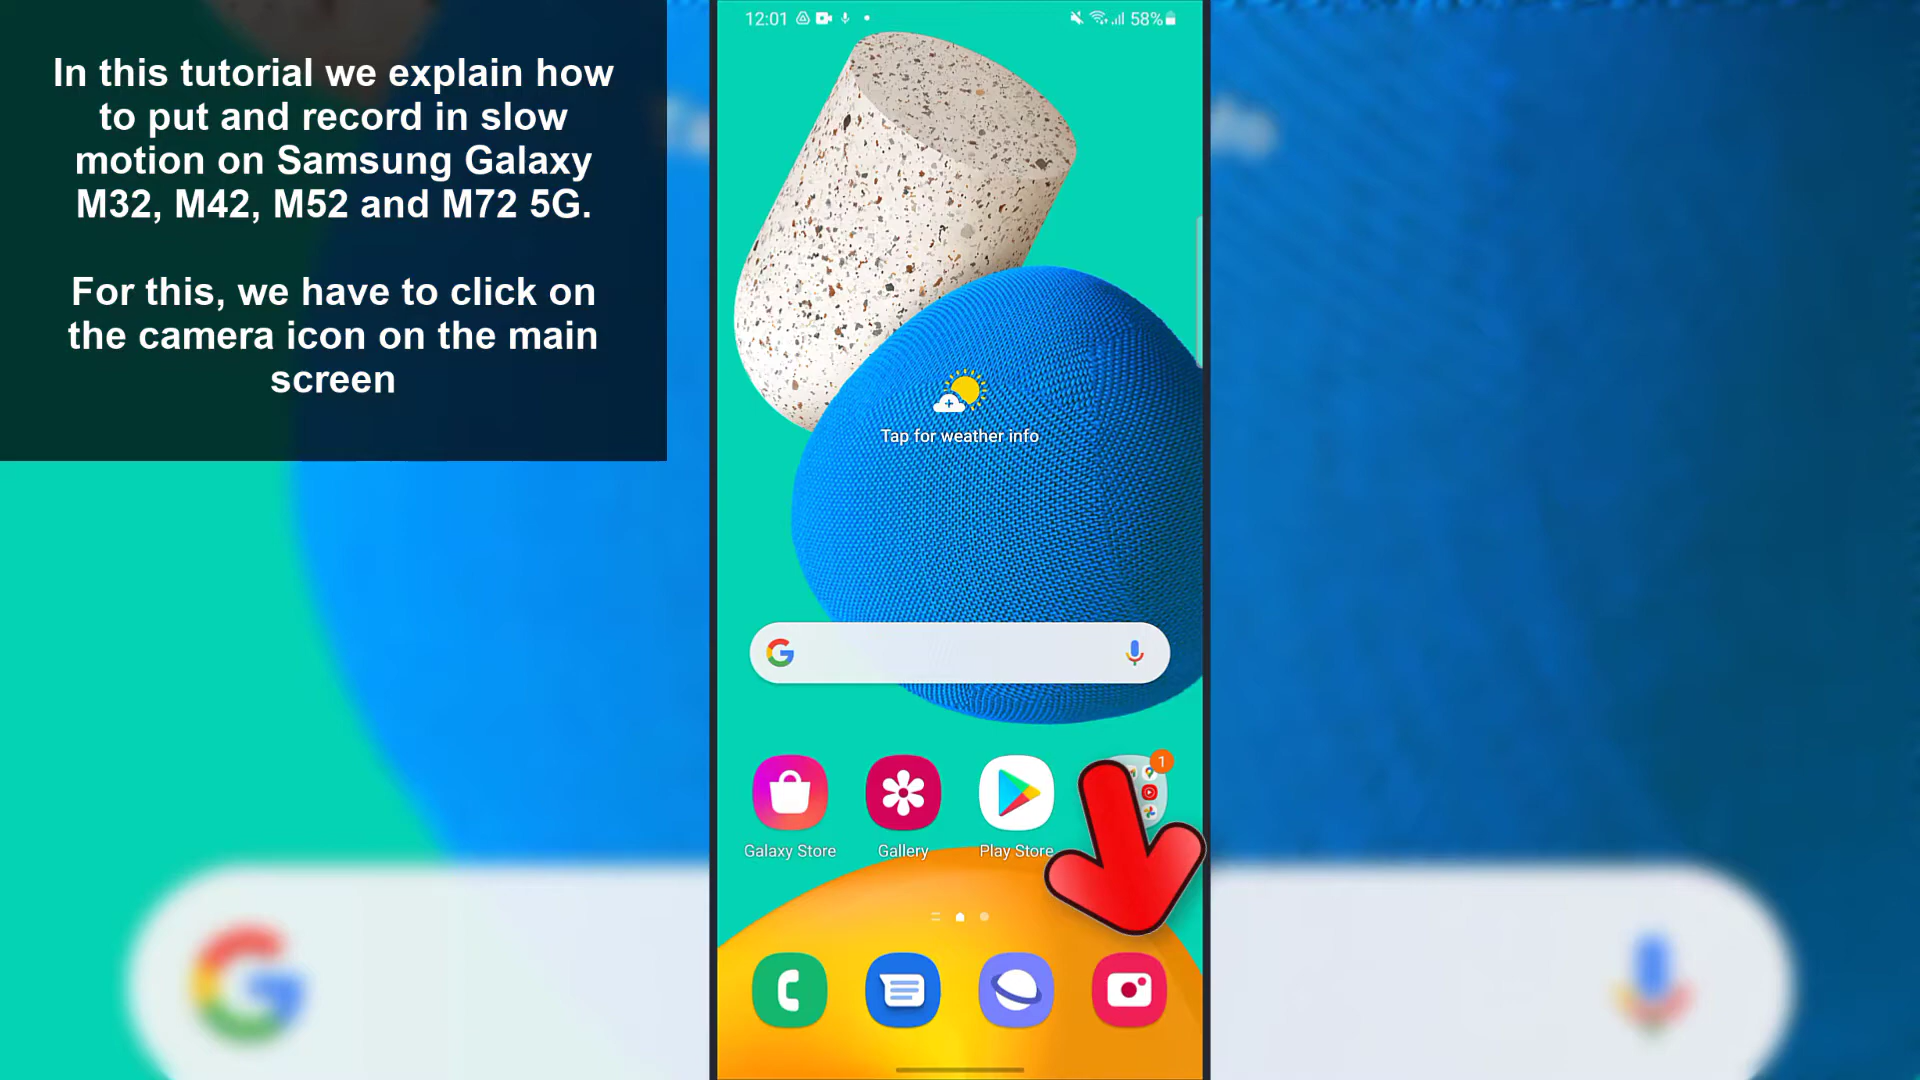 In this tutorial we explain how
to put and record in slow
motion on Samsung Galaxy
M32, M42, M52 and M72 5G.
For this, we have to click on
the camera icon on the main
screen
12:01
58%
Tap for weather info
1
Galaxy Store
Gallery
Play Store